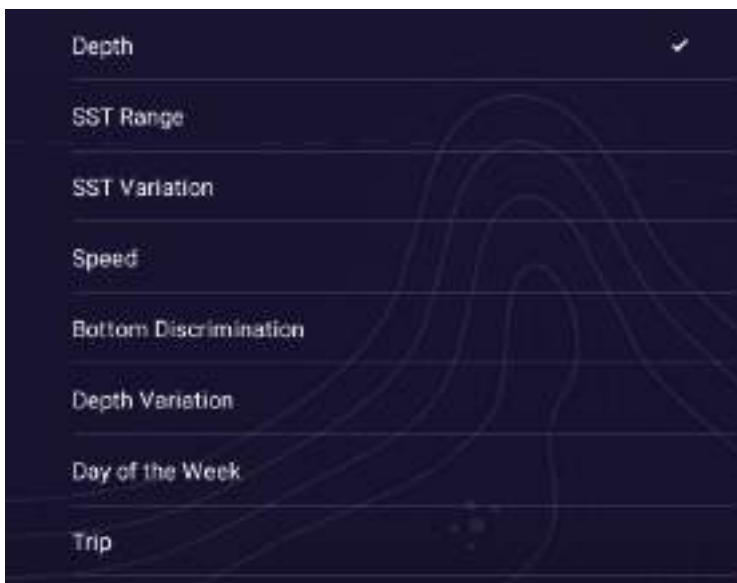 Depth
SST Range
SST Variation
Speed
Bottom Discrimination
Depth Variation
Day of the Week
Trip